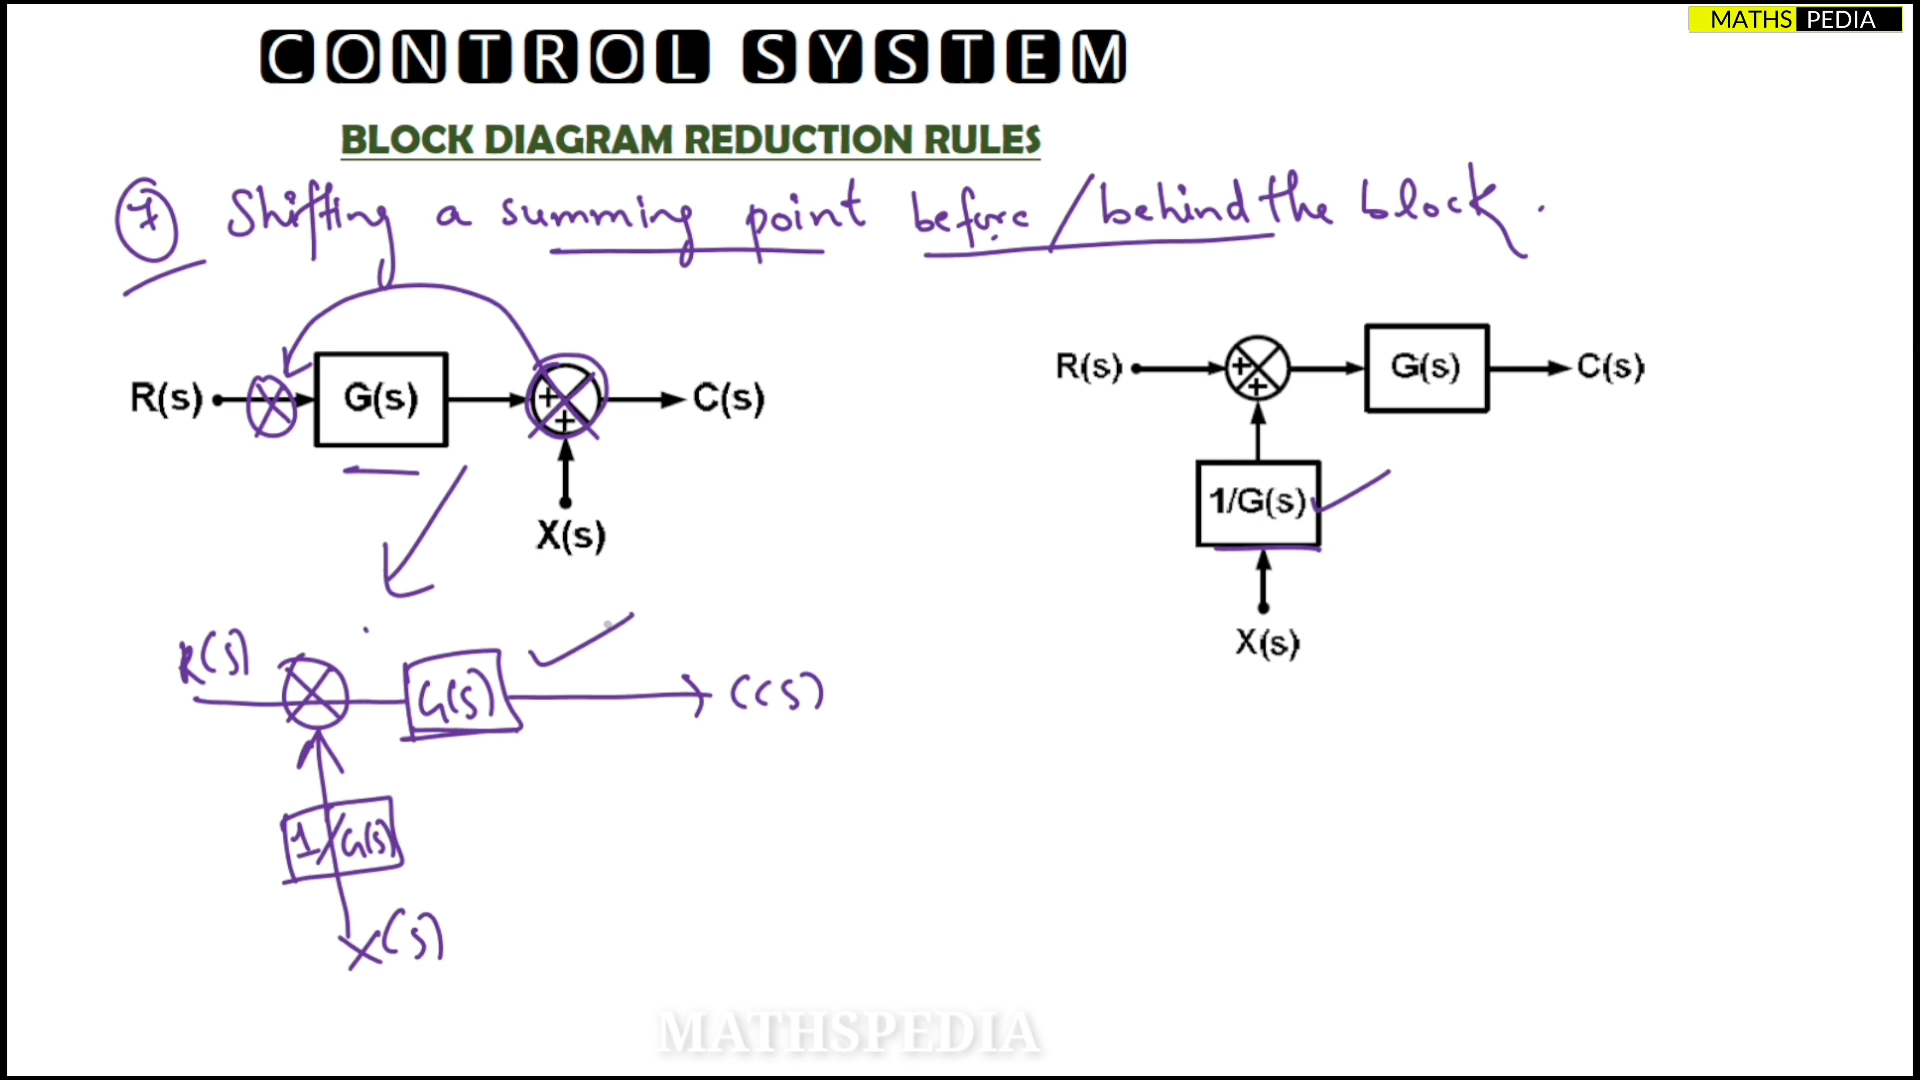 MATHS PEDIA
CONTROL SYSTEM
BLOCK DIAGRAM REDUCTION RULES
7 Shifting a summing point before/behind the block.
R(s) G(s) + + C(s)
X(s)
R(s) + + G(s) C(s)
1/G(s)
X(s)
R(s) G(s) C(s)
1/G(s)
X(s)
MATHSPEDIA